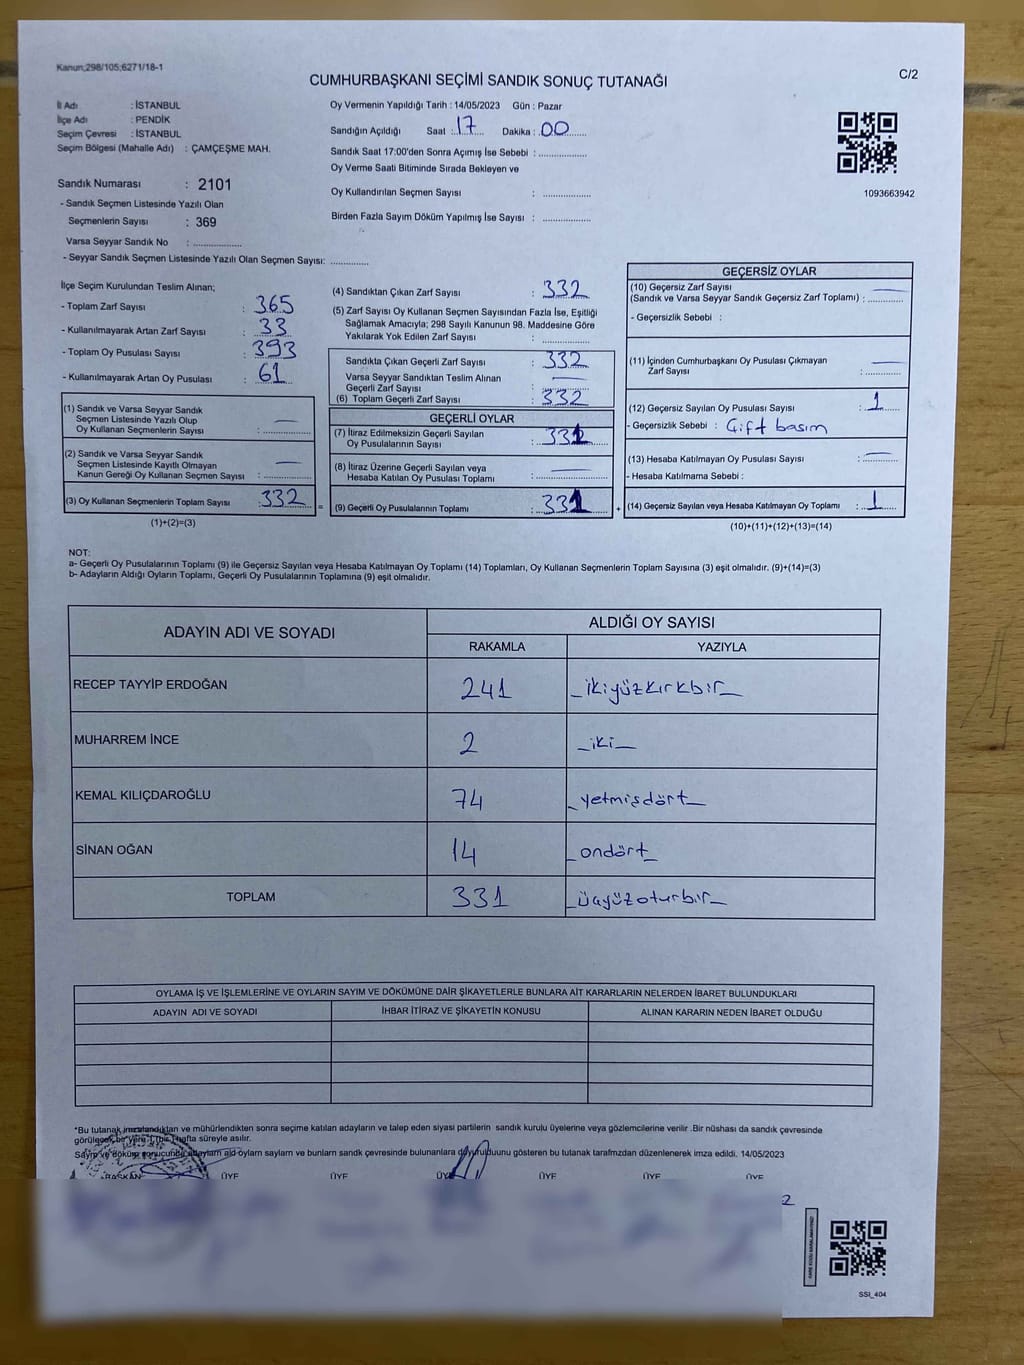 Kanun;298/105;6271/18-1
C/2
CUMHURBAŞKANI SEÇİMİ SANDIK SONUÇ TUTANAĞI
İl Adı : İSTANBUL
İlçe Adı : PENDİK
Seçim Çevresi : İSTANBUL
Seçim Bölgesi (Mahalle Adı) : ÇAMÇEŞME MAH.
Sandık Numarası : 2101
- Sandık Seçmen Listesinde Yazılı Olan
Seçmenlerin Sayısı : 369
Varsa Seyyar Sandık No : ..................
- Seyyar Sandık Seçmen Listesinde Yazılı Olan Seçmen Sayısı: ..............
Oy Vermenin Yapıldığı Tarih : 14/05/2023 Gün : Pazar
Sandığın Açıldığı Saat : 17 Dakika : 00
Sandık Saat 17:00'den Sonra Açımış İse Sebebi : ..................
Oy Verme Saati Bitiminde Sırada Bekleyen ve
Oy Kullandırılan Seçmen Sayısı : ..................
Birden Fazla Sayım Döküm Yapılmış İse Sayısı : ..................
1093663942
İlçe Seçim Kurulundan Teslim Alınan;
- Toplam Zarf Sayısı : 365
- Kullanılmayarak Artan Zarf Sayısı : 33
- Toplam Oy Pusulası Sayısı : 393
- Kullanılmayarak Artan Oy Pusulası : 61
(1) Sandık ve Varsa Seyyar Sandık
Seçmen Listesinde Yazılı Olup
Oy Kullanan Seçmenlerin Sayısı : —
(2) Sandık ve Varsa Seyyar Sandık
Seçmen Listesinde Kayıtlı Olmayan
Kanun Gereği Oy Kullanan Seçmen Sayısı : —
(3) Oy Kullanan Seçmenlerin Toplam Sayısı : 332
(1)+(2)=(3)
(4) Sandıktan Çıkan Zarf Sayısı : 332
(5) Zarf Sayısı Oy Kullanan Seçmen Sayısından Fazla İse, Eşitliği
Sağlamak Amacıyla; 298 Sayılı Kanunun 98. Maddesine Göre
Yakılarak Yok Edilen Zarf Sayısı : ..................
Sandıkta Çıkan Geçerli Zarf Sayısı : 332
Varsa Seyyar Sandıktan Teslim Alınan
Geçerli Zarf Sayısı : —
(6) Toplam Geçerli Zarf Sayısı : 332
GEÇERLİ OYLAR
(7) İtiraz Edilmeksizin Geçerli Sayılan
Oy Pusulalarının Sayısı : 331
(8) İtiraz Üzerine Geçerli Sayılan veya
Hesaba Katılan Oy Pusulası Toplamı : —
= (9) Geçerli Oy Pusulalarının Toplamı : 331 +
GEÇERSİZ OYLAR
(10) Geçersiz Zarf Sayısı
(Sandık ve Varsa Seyyar Sandık Geçersiz Zarf Toplamı) : —
- Geçersizlik Sebebi :
(11) İçinden Cumhurbaşkanı Oy Pusulası Çıkmayan
Zarf Sayısı : —
(12) Geçersiz Sayılan Oy Pusulası Sayısı : 1
- Geçersizlik Sebebi : Çift basım
(13) Hesaba Katılmayan Oy Pusulası Sayısı : —
- Hesaba Katılmama Sebebi :
(14) Geçersiz Sayılan veya Hesaba Katılmayan Oy Toplamı : 1
(10)+(11)+(12)+(13)=(14)
NOT:
a- Geçerli Oy Pusulalarının Toplamı (9) ile Geçersiz Sayılan veya Hesaba Katılmayan Oy Toplamı (14) Toplamları, Oy Kullanan Seçmenlerin Toplam Sayısına (3) eşit olmalıdır. (9)+(14)=(3)
b- Adayların Aldığı Oyların Toplamı, Geçerli Oy Pusulalarının Toplamına (9) eşit olmalıdır.
ADAYIN ADI VE SOYADI ALDIĞI OY SAYISI
RAKAMLA YAZIYLA
RECEP TAYYİP ERDOĞAN 241 _ikiyüzkırkbir_
MUHARREM İNCE 2 _iki_
KEMAL KILIÇDAROĞLU 74 _yetmişdört_
SİNAN OĞAN 14 _ondört_
TOPLAM 331 _üçyüzoturbir_
OYLAMA İŞ VE İŞLEMLERİNE VE OYLARIN SAYIM VE DÖKÜMÜNE DAİR ŞİKAYETLERLE BUNLARA AİT KARARLARIN NELERDEN İBARET BULUNDUKLARI
ADAYIN ADI VE SOYADI İHBAR İTİRAZ VE ŞİKAYETİN KONUSU ALINAN KARARIN NEDEN İBARET OLDUĞU
*Bu tutanak imzalandıktan ve mühürlendikten sonra seçime katılan adayların ve talep eden siyasi partilerin sandık kurulu üyelerine veya gözlemcilerine verilir .Bir nüshası da sandık çevresinde
görülecek bir yere 1 (bir) hafta süreyle asılır.
Sayım ve döküm sonucunda adayların aldı oyların sayların ve bunların sandık çevresinde bulunanlara duyurulduunu gösteren bu tutanak tarafımızdan düzenlenerek imza edildi. 14/05/2023
BAŞKAN ÜYE ÜYE ÜYE ÜYE ÜYE ÜYE
2
SSI_404